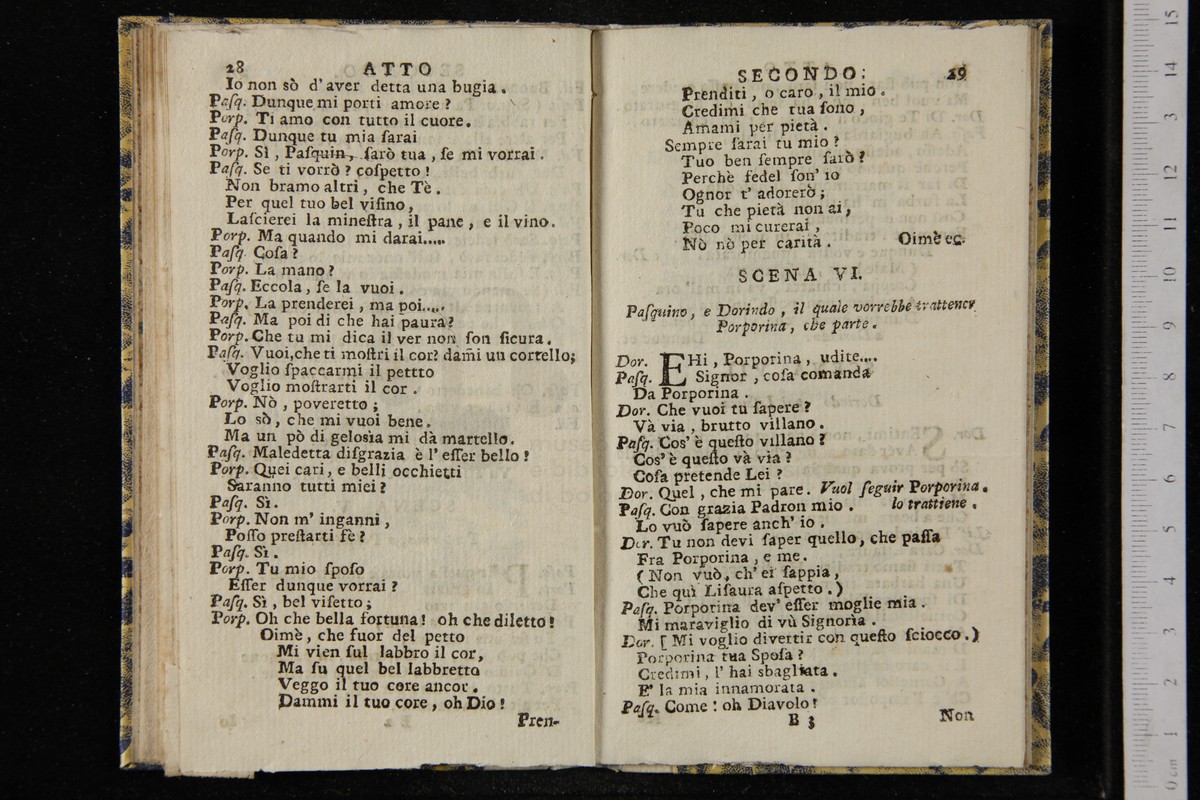 28 ATTO
Io non sò d' aver detta una bugia.
Paſq. Dunque mi porti amore ?
Porp. Ti amo con tutto il cuore.
Paſq. Dunque tu mia ſarai
Porp. Sì , Paſquin, ſarò tua , ſe mi vorrai .
Paſq. Se ti vorrò ? coſpetto !
Non bramo altri , che Tè .
Per quel tuo bel viſino,
Laſcierei la mineſtra , il pane , e il vino.
Porp. Ma quando mi darai.....
Paſq. Coſa ?
Porp. La mano ?
Paſq. Eccola , ſe la vuoi .
Porp. La prenderei , ma poi.....
Paſq. Ma poi di che hai paura?
Porp. Che tu mi dica il ver non ſon ſicura.
Paſq. Vuoi, che ti moſtri il cor? dam̃i un cortello;
Voglio ſpaccarmi il pettto
Voglio moſtrarti il cor .
Porp. Nò , poveretto ;
Lo sò , che mi vuoi bene.
Ma un pò di gelosìa mi dà martello.
Paſq. Maledetta diſgrazia è l' eſſer bello !
Porp. Quei cari , e belli occhietti
Saranno tutti miei ?
Paſq. Sì.
Porp. Non m' inganni ,
Poſſo preſtarti fè ?
Paſq. Sì .
Porp. Tu mio ſpoſo
Eſſer dunque vorrai ?
Paſq. Sì , bel viſetto ;
Porp. Oh che bella fortuna ! oh che diletto !
Oimè , che fuor del petto
Mi vien ſul labbro il cor,
Ma ſu quel bel labbretto
Veggo il tuo core ancor.
Dammi il tuo core , oh Dio !
Pren-
SECONDO: 29
Prenditi , o caro , il mio .
Credimi che tua ſono ,
Amami per pietà .
Sempre ſarai tu mio ?
Tuo ben ſempre ſarò ?
Perchè fedel ſon' io
Ognor t' adorerò ;
Tu che pietà non ai,
Poco mi curerai ,
Nò nò per carità . Oimè ec.
SCENA VI.
Paſquino, e Dorindo , il quale vorrebbe trattener
Porporina, che parte.
Dor. EHi , Porporina , udite....
Paſq. Signor , coſa comanda
Da Porporina .
Dor. Che vuoi tu ſapere ?
Và via , brutto villano .
Paſq. Cos' è queſto villano ?
Cos' è queſto và via ?
Coſa pretende Lei ?
Dor. Quel , che mi pare. Vuol ſeguir Porporina.
Paſq. Con grazia Padron mio . lo trattiene .
Lo vuò ſapere anch' io .
Dor. Tu non devi ſaper quello, che paſſa
Fra Porporina , e me.
( Non vuò, ch' ei ſappia ,
Che quì Liſaura aſpetto . )
Paſq. Porporina dev' eſſer moglie mia .
Mi maraviglio di vù Signoria .
Dor. [ Mi voglio divertir con queſto ſciocco . )
Porporina tua Spoſa ?
Credimi , l' hai sbagliata .
E' la mia innamorata .
Paſq. Come ! oh Diavolo !
B 3 Non